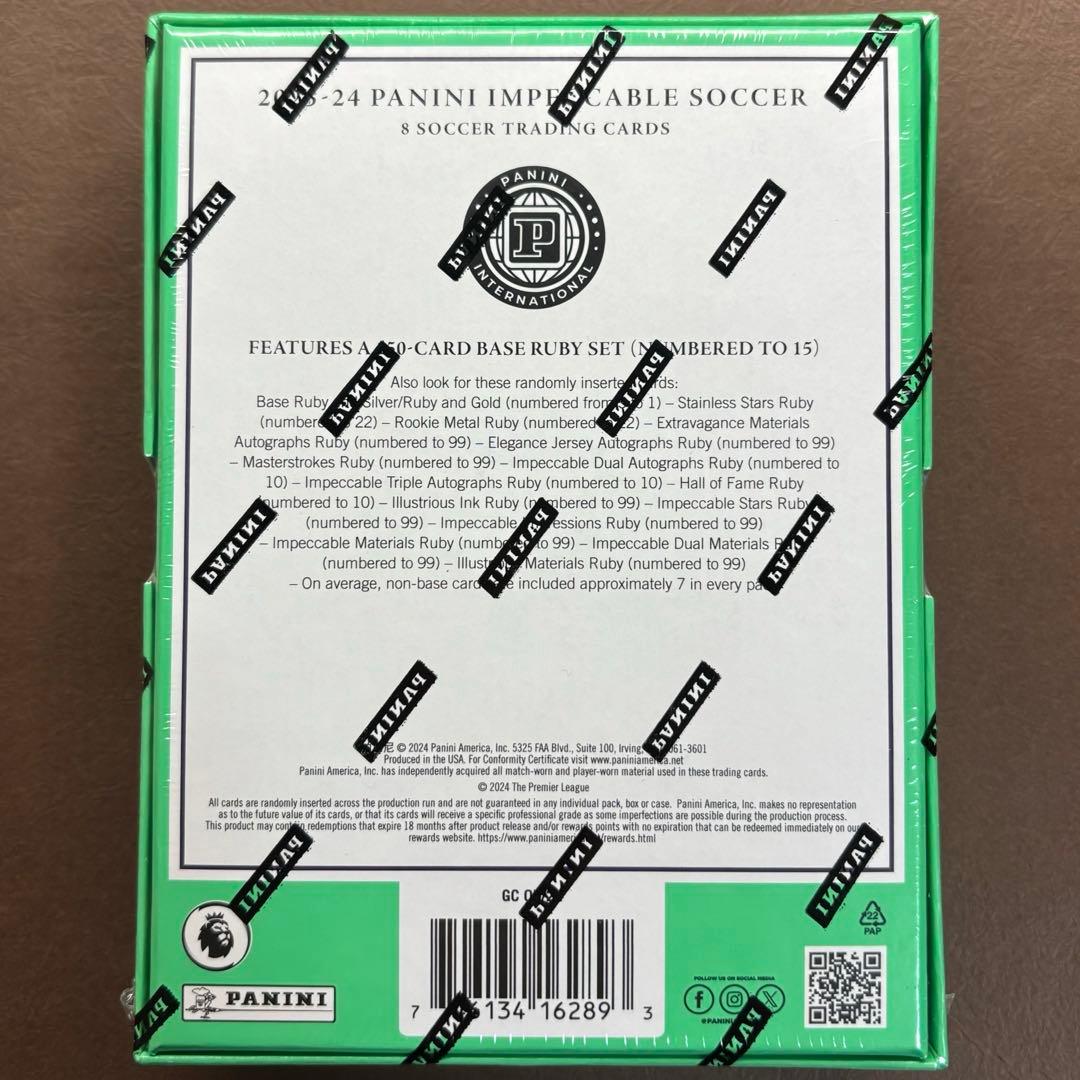 -24 PANINI SOCCER
8 SOCCER TRADING CARDS
PANINI
P
INTERNATIONAL
FEATURES A -CARD BASE RUBY SET (NUMBERED TO 15)
Also look for these randomly inserted cards:
Base Ruby Silver/Ruby and Gold (numbered from 1) – Stainless Stars Ruby
(numbered 22) – Rookie Metal Ruby (numbered – Extravagance Materials
Autographs Ruby (numbered to 99) – Elegance Jersey Autographs Ruby (numbered to 99)
– Masterstrokes Ruby (numbered to 99) – Impeccable Dual Autographs Ruby (numbered to
10) – Impeccable Triple Autographs Ruby (numbered to 10) – Hall of Fame Ruby
(numbered to 10) – Illustrious Ink Ruby (numbered to 99) – Impeccable Stars Ruby
(numbered to 99) – Impeccable Ruby (numbered to 99)
– Impeccable Materials Ruby (numbered to 99) – Impeccable Dual Materials
(numbered to 99) – Materials Ruby (numbered to 99)
– On average, non-base cards included approximately 7 in every
© 2024 Panini America, Inc. 5325 FAA Blvd., Suite 100, Irving,
Produced in the USA. For Conformity Certificate visit www.paniniamerica.net
Panini America, Inc. has independently acquired all match-worn and player-worn material used in these trading cards.
© 2024 The Premier League
All cards are randomly inserted across the production run and are not guaranteed in any individual pack, box or case. Panini America, Inc. makes no representation
as to the future value of its cards, or that its cards will receive a specific professional grade as some imperfections are possible during the production process.
This product may contain redemptions that expire 18 months after product release and/or rewards points with no expiration that can be redeemed immediately on our
rewards website.
GC
22
PAP
FOLLOW US ON SOCIAL MEDIA
PANINI
7 134 16289 3